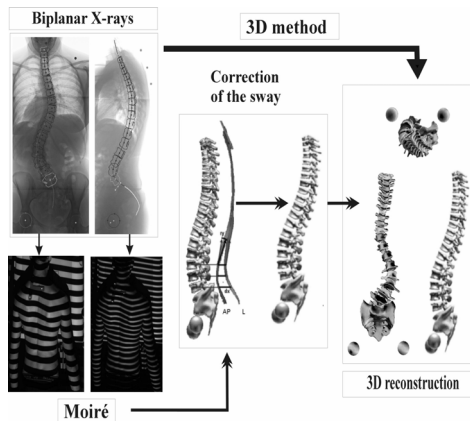 Biplanar X-rays
3D method
Correction
of the sway
AP
L
3D reconstruction
Moiré